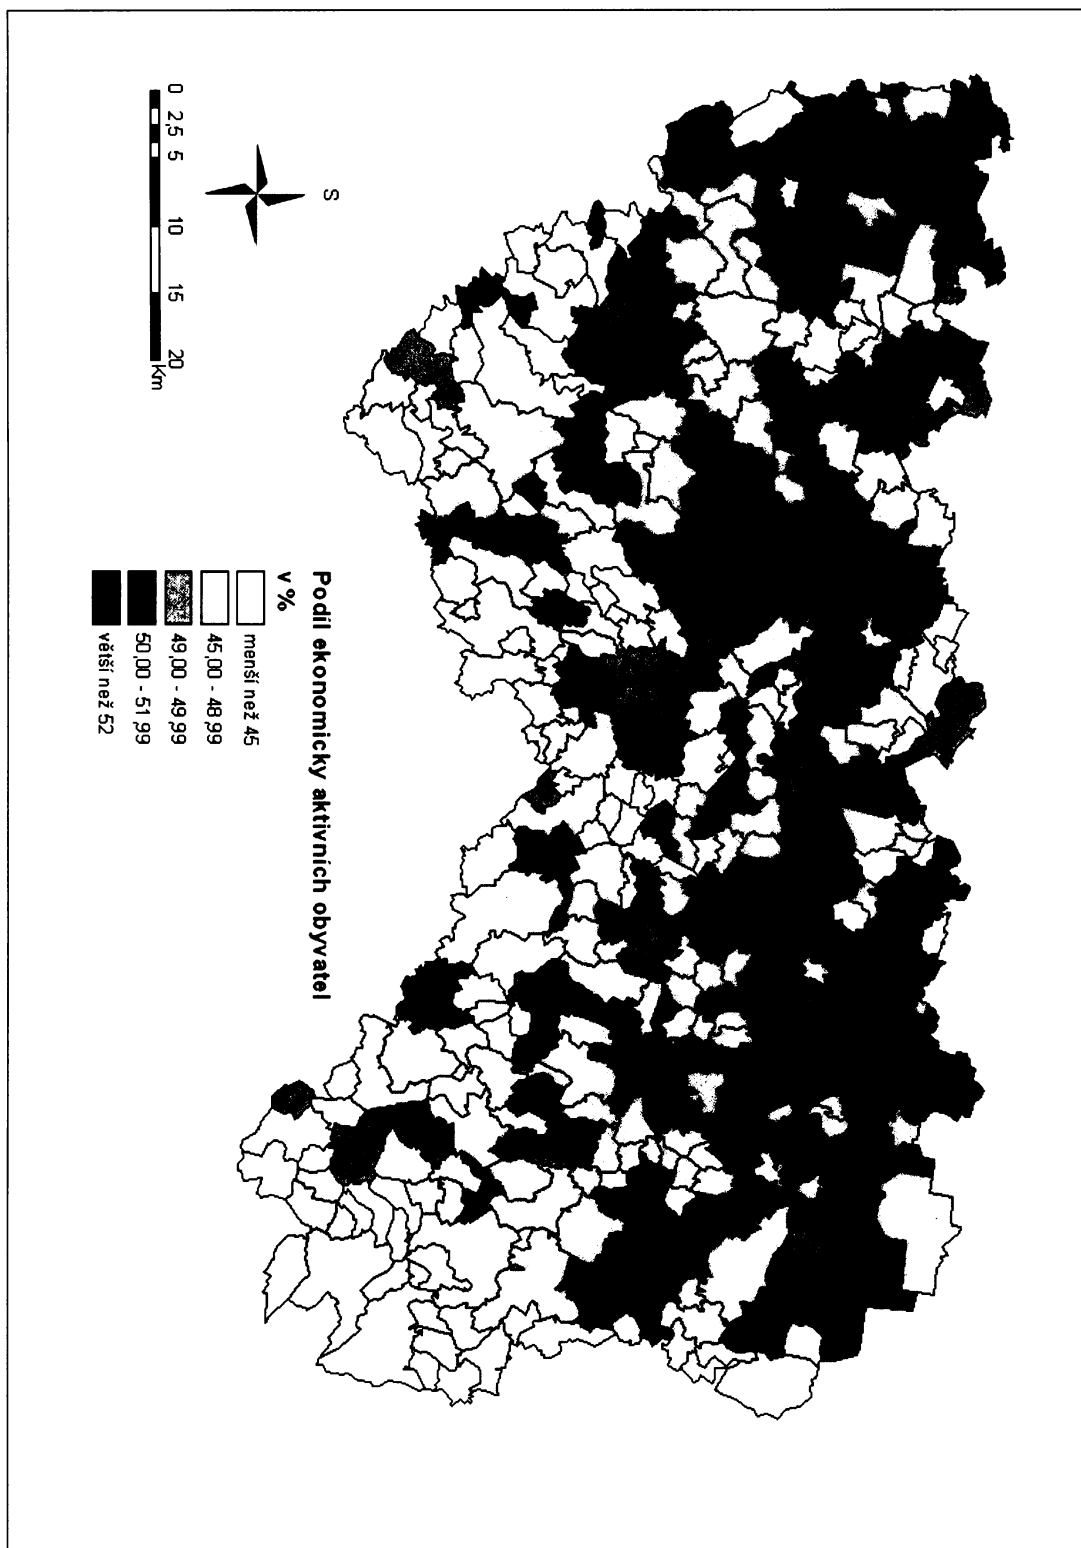 S
0 2,5 5 10 15 20
Km
Podíl ekonomicky aktivních obyvatel
v %
menší než 45
45,00 - 48,99
49,00 - 49,99
50,00 - 51,99
větší než 52